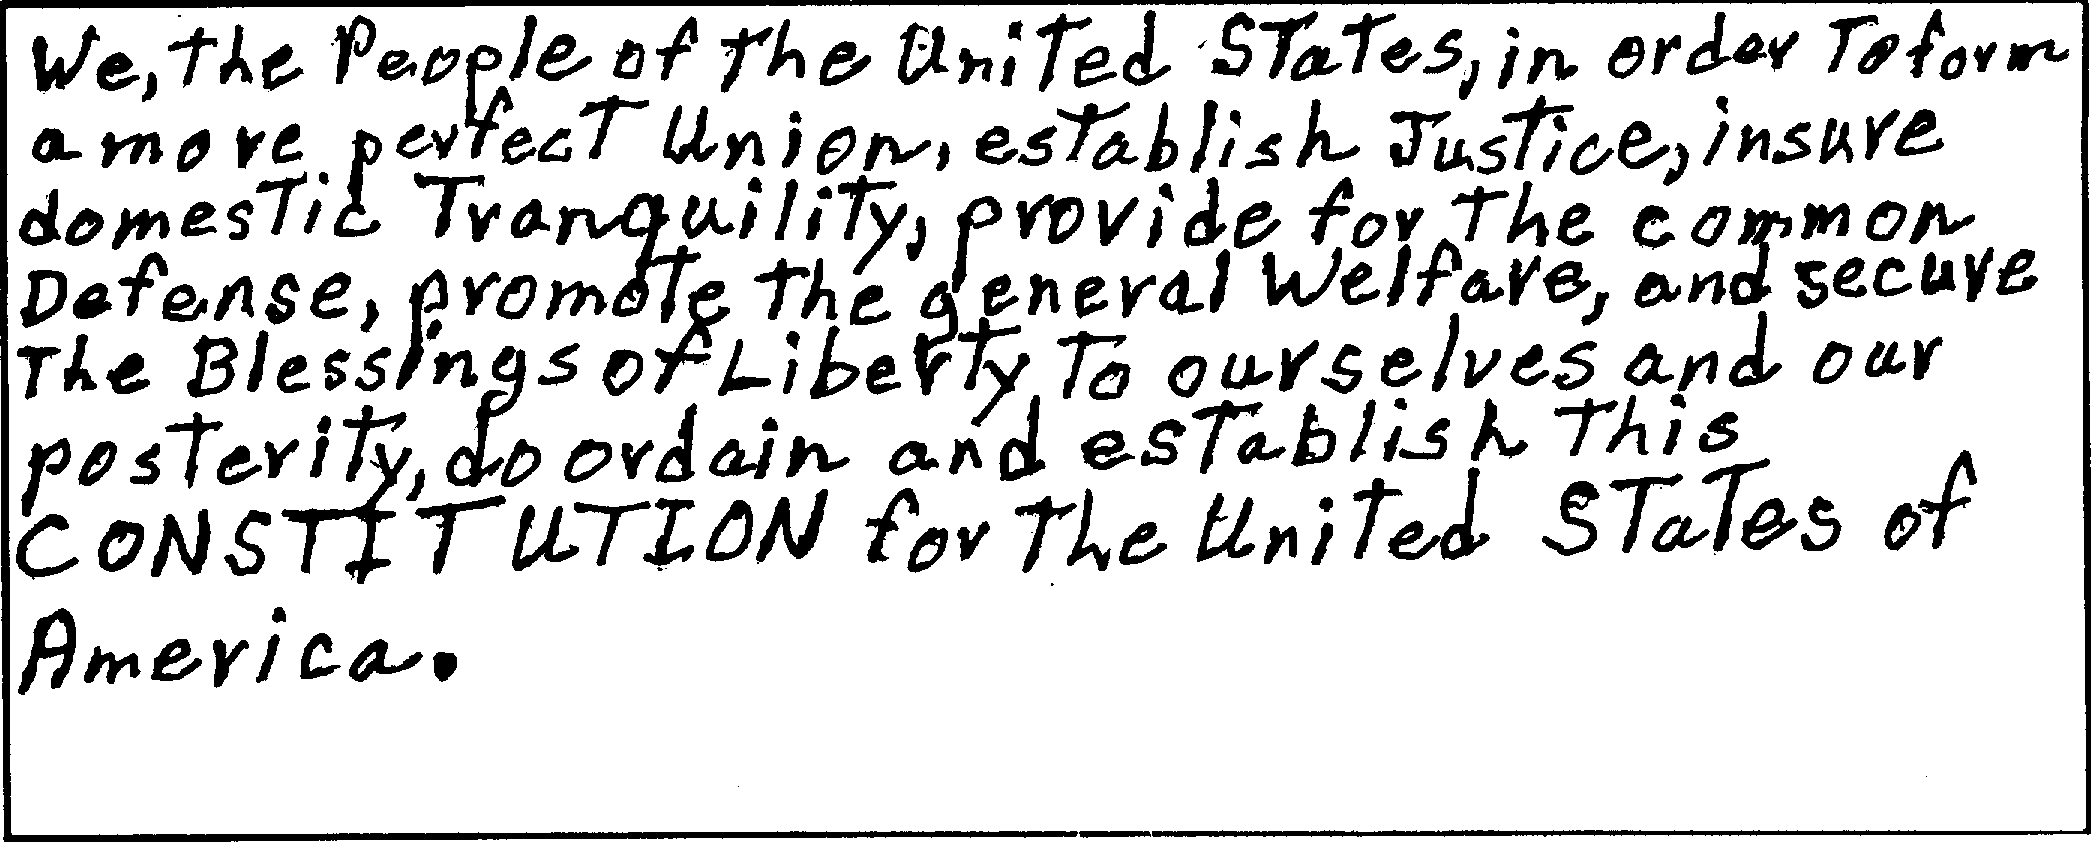 We, the People of the United States, in order to form
a more perfect Union, establish Justice, insure
domestic Tranquility, provide for the common
Defense, promote the general Welfare, and secure
the Blessings of Liberty to ourselves and our
posterity, do ordain and establish this
CONSTITUTION for the United States of
America.